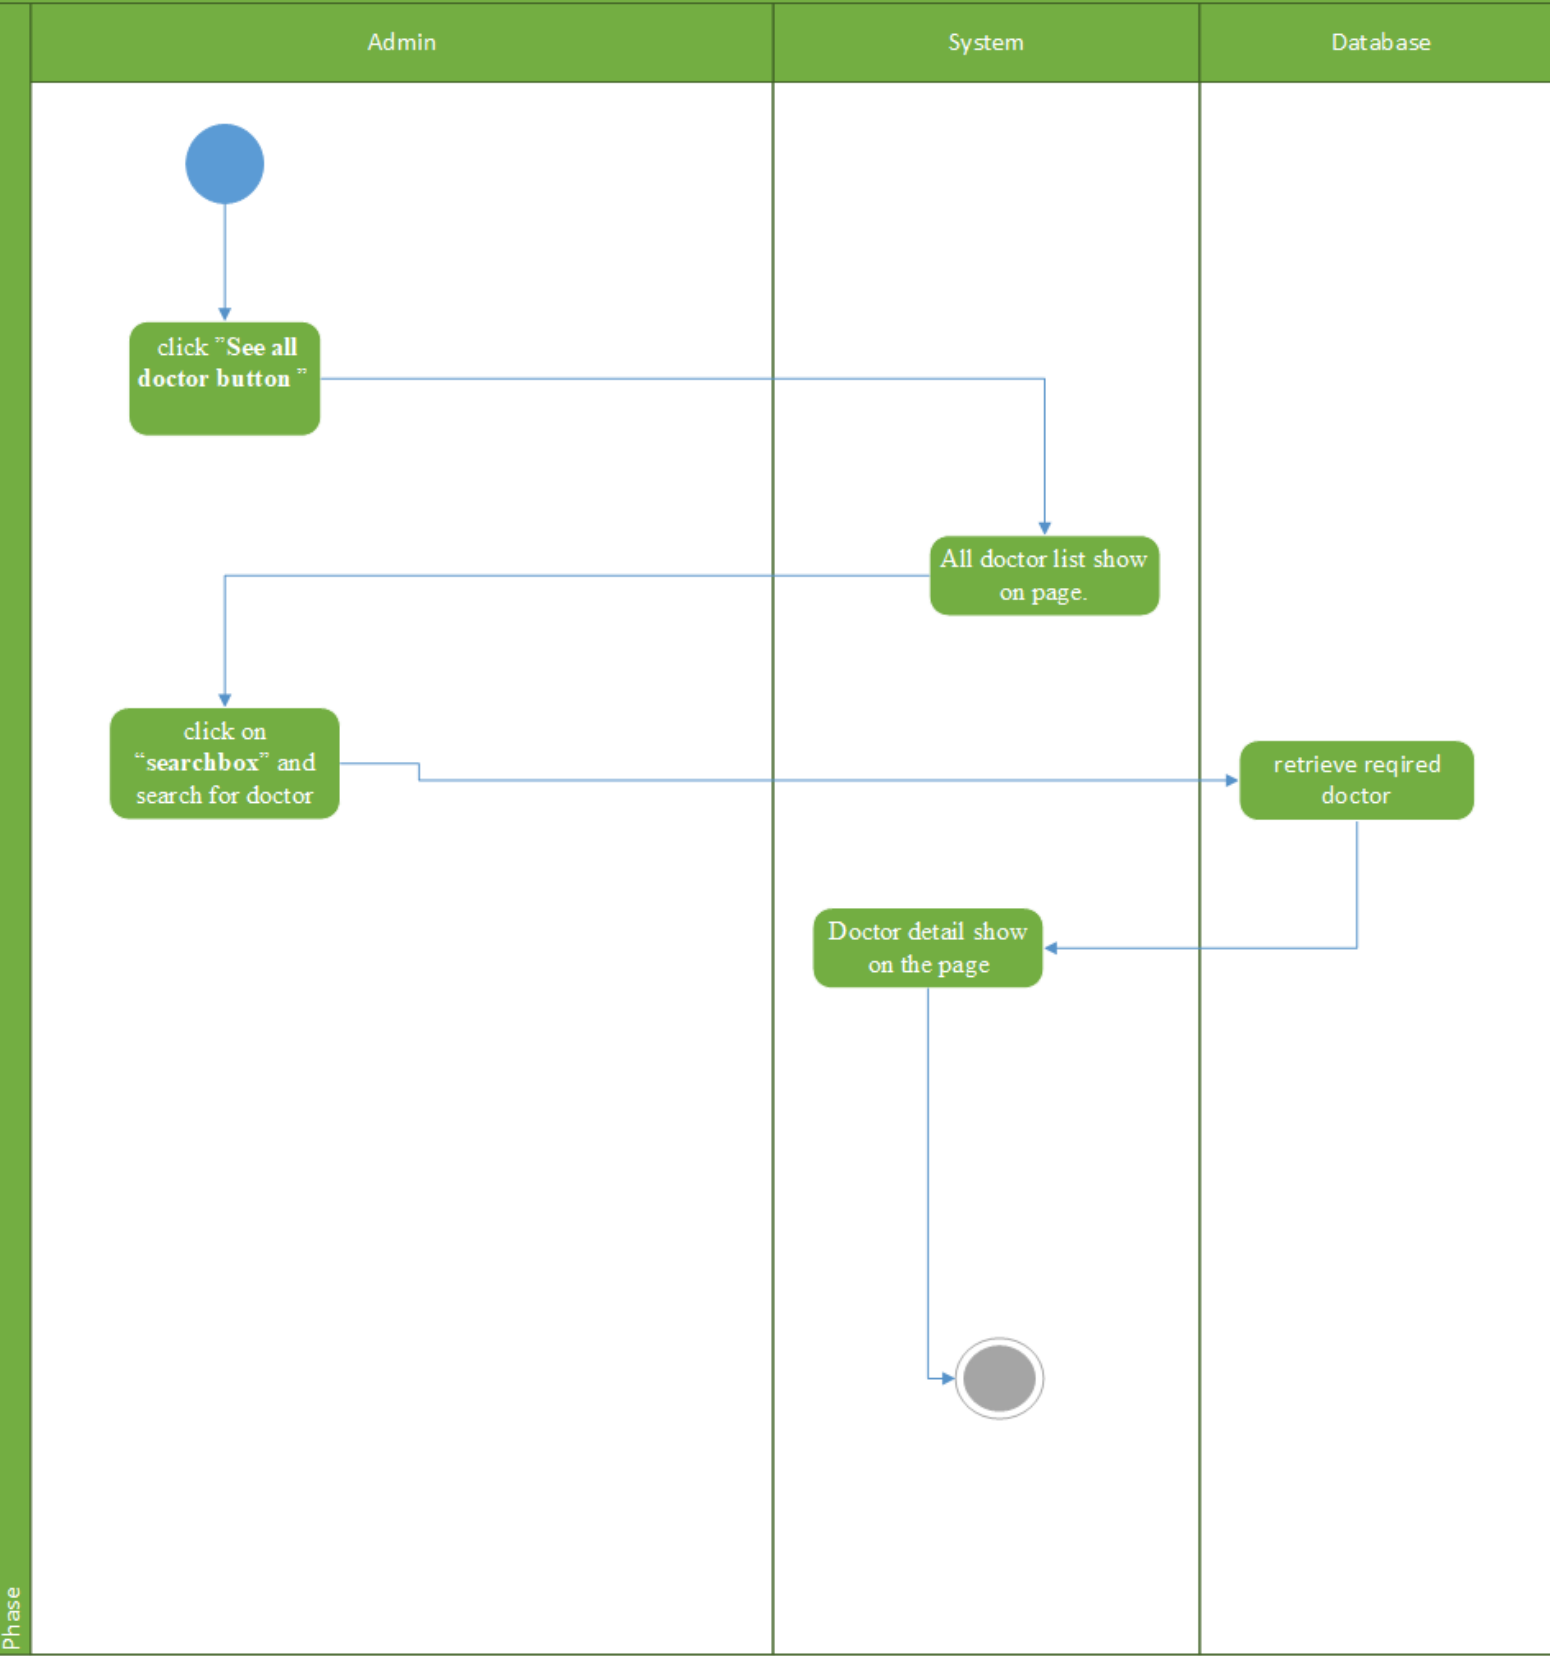 Admin
System
Database
click ”See all
doctor button ”
All doctor list show
on page.
click on
“searchbox” and
search for doctor
retrieve reqired
doctor
Doctor detail show
on the page
Phase